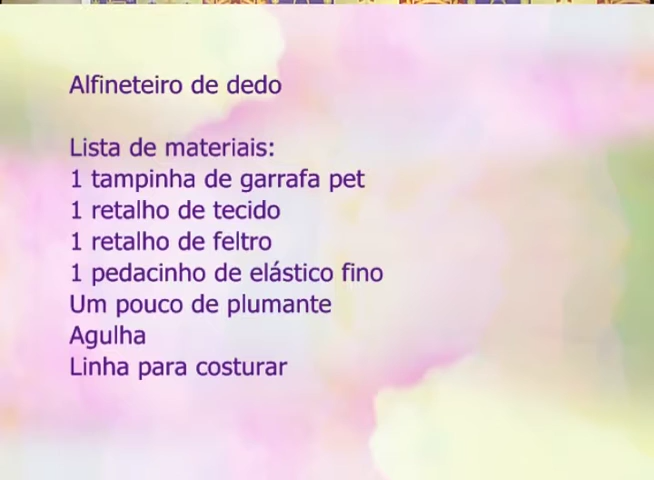 Alfineteiro de dedo
Lista de materiais:
1 tampinha de garrafa pet
1 retalho de tecido
1 retalho de feltro
1 pedacinho de elástico fino
Um pouco de plumante
Agulha
Linha para costurar